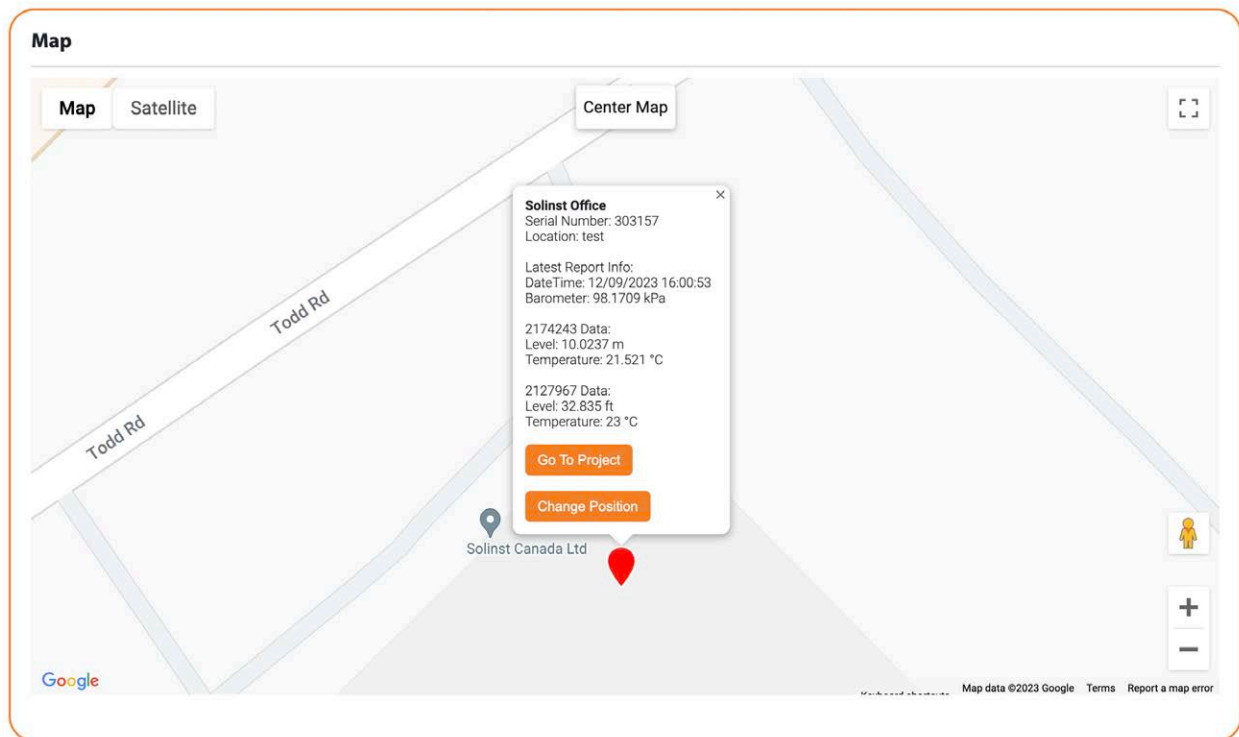 Map
Map
Satellite
Center Map
Solinst Office
Serial Number: 303157
Location: test
Latest Report Info:
DateTime: 12/09/2023 16:00:53
Barometer: 98.1709 kPa
2174243 Data:
Level: 10.0237 m
Temperature: 21.521 °C
2127967 Data:
Level: 32.835 ft
Temperature: 23 °C
Go To Project
Change Position
Todd Rd
Todd Rd
Solinst Canada Ltd
Google
Keyboard shortcuts
Map data ©2023 Google
Terms
Report a map error